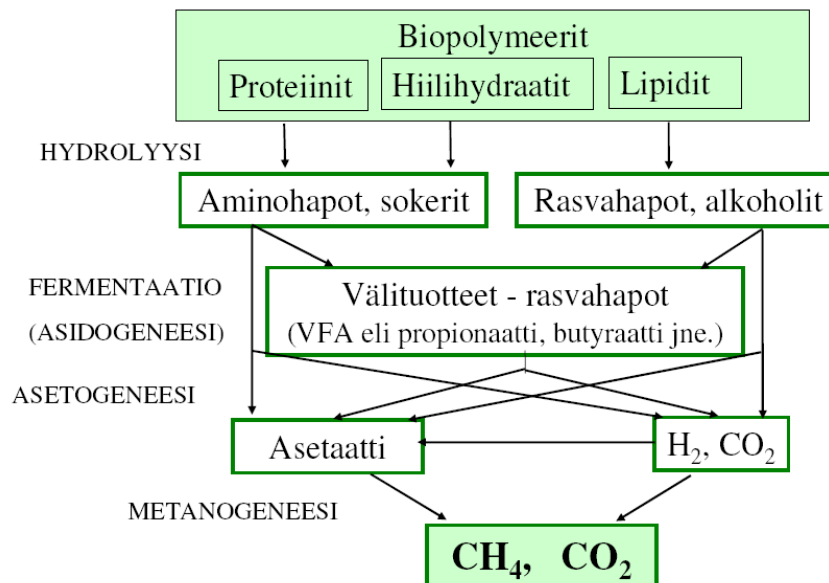 Biopolymeerit
Proteiinit Hiilihydraatit Lipidit
HYDROLYYSI
Aminohapot, sokerit Rasvahapot, alkoholit
FERMENTAATIO
(ASIDOGENEESI)
Välituotteet - rasvahapot
(VFA eli propionaatti, butyraatti jne.)
ASETOGENEESI
Asetaatti H₂, CO₂
METANOGENEESI
CH₄, CO₂